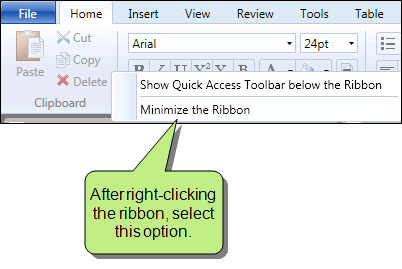 File Home Insert View Review Tools Table
Paste
Cut
Copy
Delete
Clipboard
Arial 24pt
B I U X² X
Show Quick Access Toolbar below the Ribbon
Minimize the Ribbon
After right-clicking
the ribbon, select
this option.